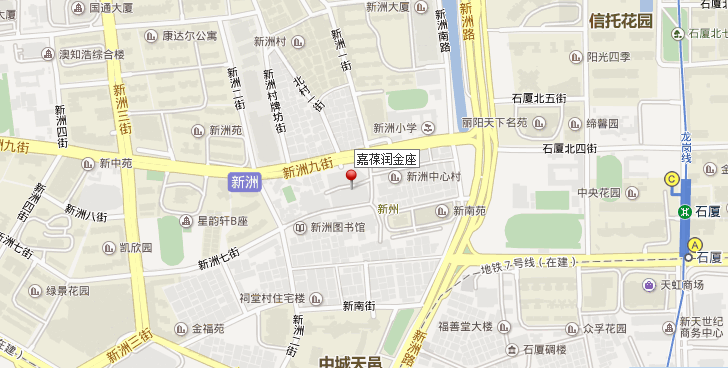 大厦
国通大厦
新洲大厦
信托花园
康达尔公寓
新洲村
新洲一街
新洲南路
新洲路
石厦北七
澳知浩综合楼
阳光四季
新洲三街
新洲二街
新洲村牌坊街
北村一街
石厦北五街
新洲四街
新洲苑
新洲小学
丽阳天下名苑
缔馨园
龙岗线
洲九街
新中苑
新洲九街
嘉葆润金座
石厦北四街
新洲
新洲中心村
中央花园
C
新洲八街
星韵轩B座
新州
新南苑
石厦
新洲图书馆
新洲七街
凯欣园
新洲七街
A
石厦
地铁7号线(在建)
绿景花园
祠堂村住宅楼
新南街
天虹商场
新洲三街
金福苑
新洲二街
福善堂大楼
众孚花园
新天世纪
商务中心
新洲路
石厦碉楼
在建)
中城天邑